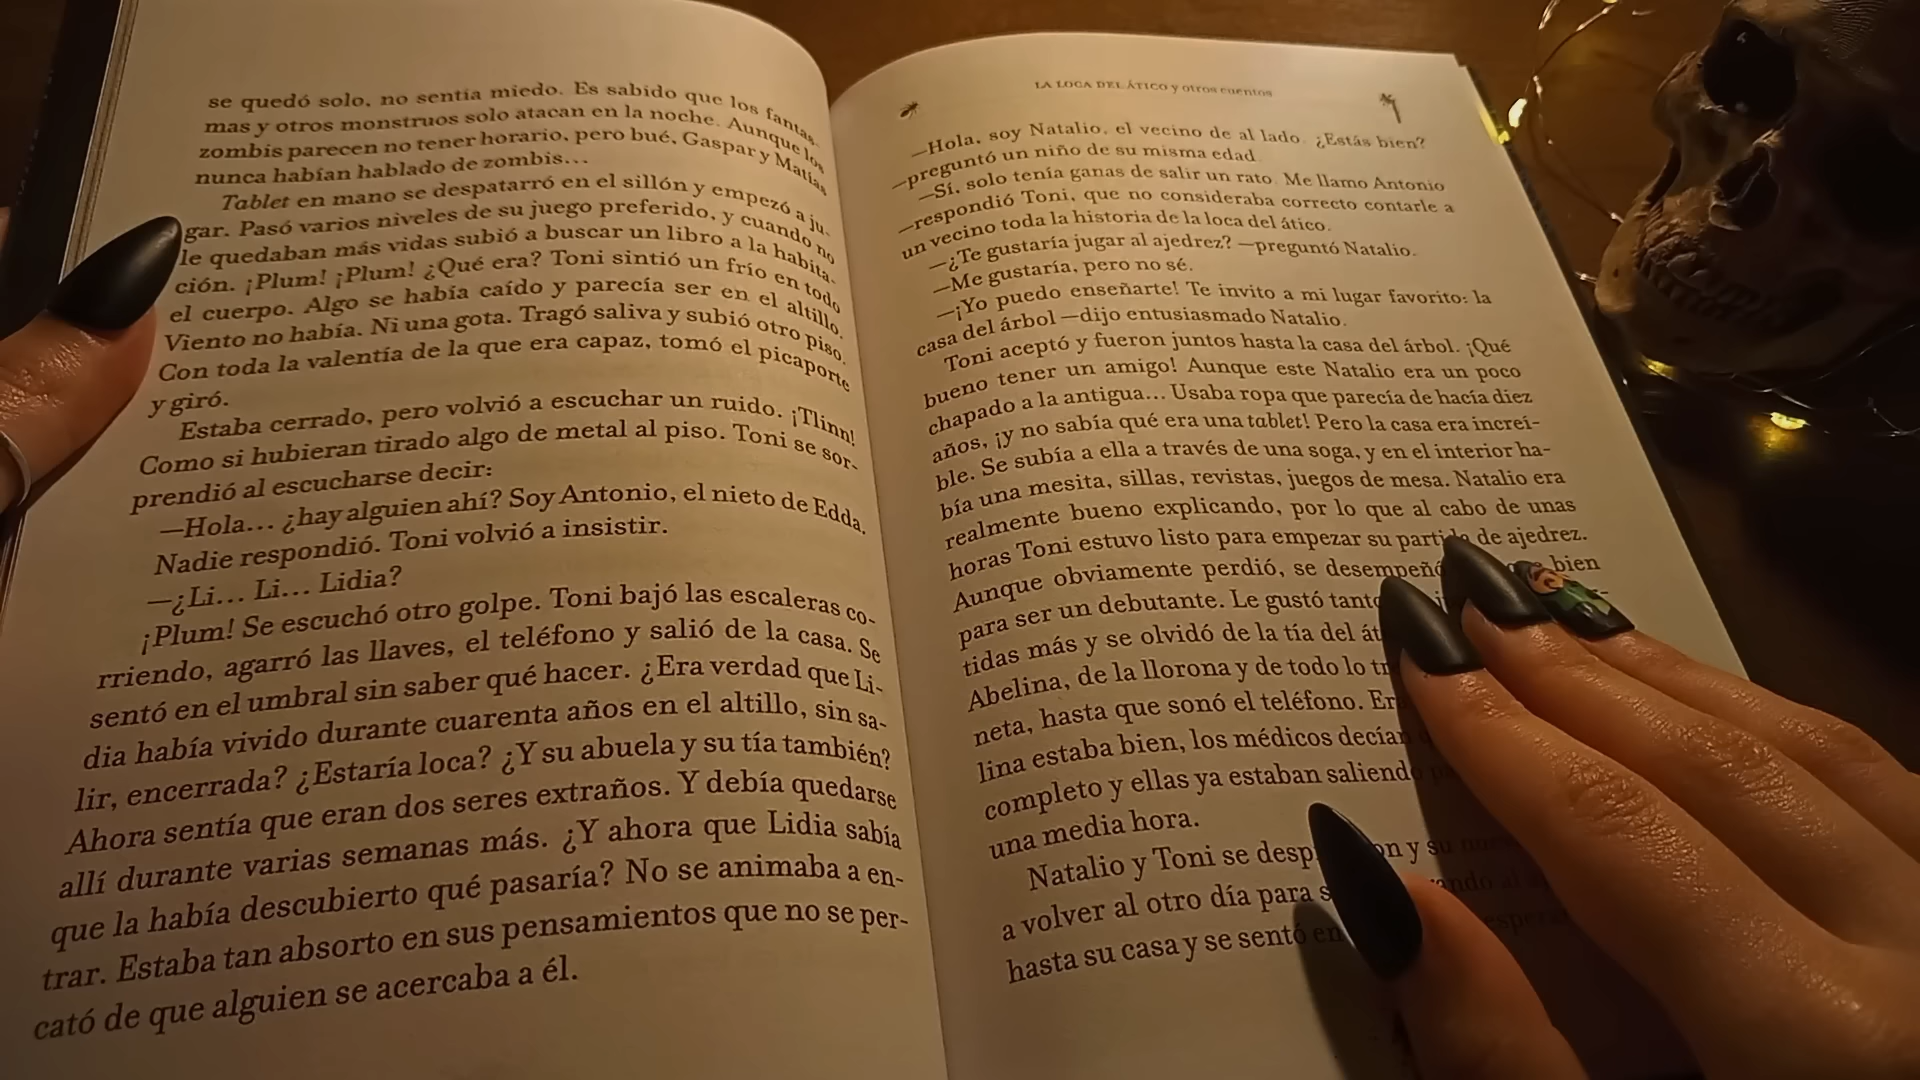 se quedó solo, no sentía miedo. Es sabido que los fantas-
mas y otros monstruos solo atacan en la noche. Aunque los
zombis parecen no tener horario, pero bué, Gaspar y Matías
nunca habían hablado de zombis...
Tablet en mano se despatarró en el sillón y empezó a ju-
gar. Pasó varios niveles de su juego preferido, y cuando no
le quedaban más vidas subió a buscar un libro a la habita-
ción. ¡Plum! ¡Plum! ¿Qué era? Toni sintió un frío en todo
el cuerpo. Algo se había caído y parecía ser en el altillo.
Viento no había. Ni una gota. Tragó saliva y subió otro piso.
Con toda la valentía de la que era capaz, tomó el picaporte
y giró.
Estaba cerrado, pero volvió a escuchar un ruido. ¡Tlinn!
Como si hubieran tirado algo de metal al piso. Toni se sor-
prendió al escucharse decir:
—Hola... ¿hay alguien ahí? Soy Antonio, el nieto de Edda.
Nadie respondió. Toni volvió a insistir.
—¿Li... Li... Lidia?
¡Plum! Se escuchó otro golpe. Toni bajó las escaleras co-
rriendo, agarró las llaves, el teléfono y salió de la casa. Se
sentó en el umbral sin saber qué hacer. ¿Era verdad que Li-
dia había vivido durante cuarenta años en el altillo, sin sa-
lir, encerrada? ¿Estaría loca? ¿Y su abuela y su tía también?
Ahora sentía que eran dos seres extraños. Y debía quedarse
allí durante varias semanas más. ¿Y ahora que Lidia sabía
que la había descubierto qué pasaría? No se animaba a en-
trar. Estaba tan absorto en sus pensamientos que no se per-
cató de que alguien se acercaba a él.
LA LOCA DEL ÁTICO y otros cuentos
—Hola, soy Natalio, el vecino de al lado. ¿Estás bien?
—preguntó un niño de su misma edad.
—Sí, solo tenía ganas de salir un rato. Me llamo Antonio
—respondió Toni, que no consideraba correcto contarle a
un vecino toda la historia de la loca del ático.
—¿Te gustaría jugar al ajedrez? —preguntó Natalio.
—Me gustaría, pero no sé.
—¡Yo puedo enseñarte! Te invito a mi lugar favorito: la
casa del árbol —dijo entusiasmado Natalio.
Toni aceptó y fueron juntos hasta la casa del árbol. ¡Qué
bueno tener un amigo! Aunque este Natalio era un poco
chapado a la antigua... Usaba ropa que parecía de hacía diez
años, ¡y no sabía qué era una tablet! Pero la casa era increí-
ble. Se subía a ella a través de una soga, y en el interior ha-
bía una mesita, sillas, revistas, juegos de mesa. Natalio era
realmente bueno explicando, por lo que al cabo de unas
horas Toni estuvo listo para empezar su partida de ajedrez.
Aunque obviamente perdió, se desempeñó bien
para ser un debutante. Le gustó tanto
tidas más y se olvidó de la tía del
Abelina, de la llorona y de todo lo
neta, hasta que sonó el teléfono.
lina estaba bien, los médicos decían
completo y ellas ya estaban saliendo
una media hora.
Natalio y Toni se y su
a volver al otro día para
hasta su casa y se sentó en